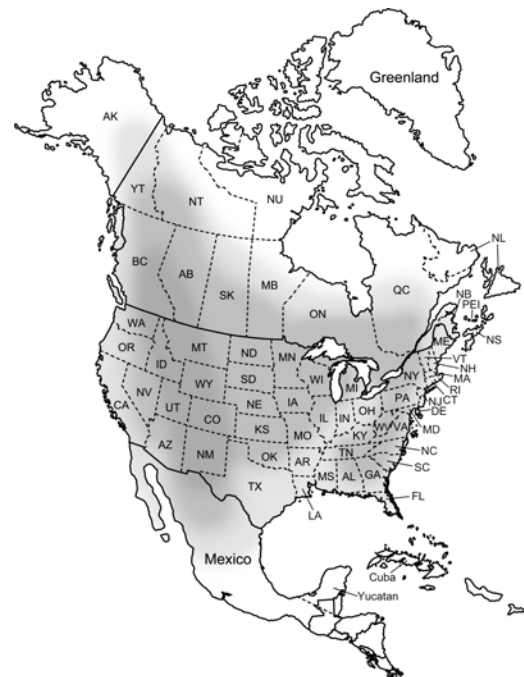 Greenland
AK
YT
NT
NU
NL
BC
AB
SK
MB
ON
QC
NB
PEI
NS
WA
OR
ID
MT
ND
MN
WI
MI
NY
ME
VT
NH
MA
RI
CT
NJ
DE
MD
CA
NV
UT
WY
SD
NE
IA
IL
IN
OH
PA
CO
KS
MO
KY
WV
VA
AZ
NM
OK
AR
TN
NC
SC
TX
LA
MS
AL
GA
FL
Mexico
Cuba
Yucatan